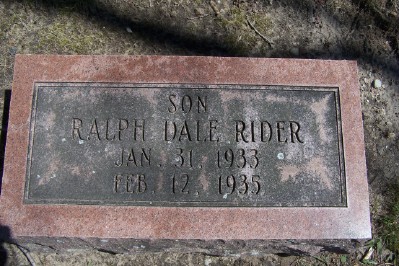 SON
RALPH DALE RIDER
JAN. 31, 1933
FEB. 12, 1935